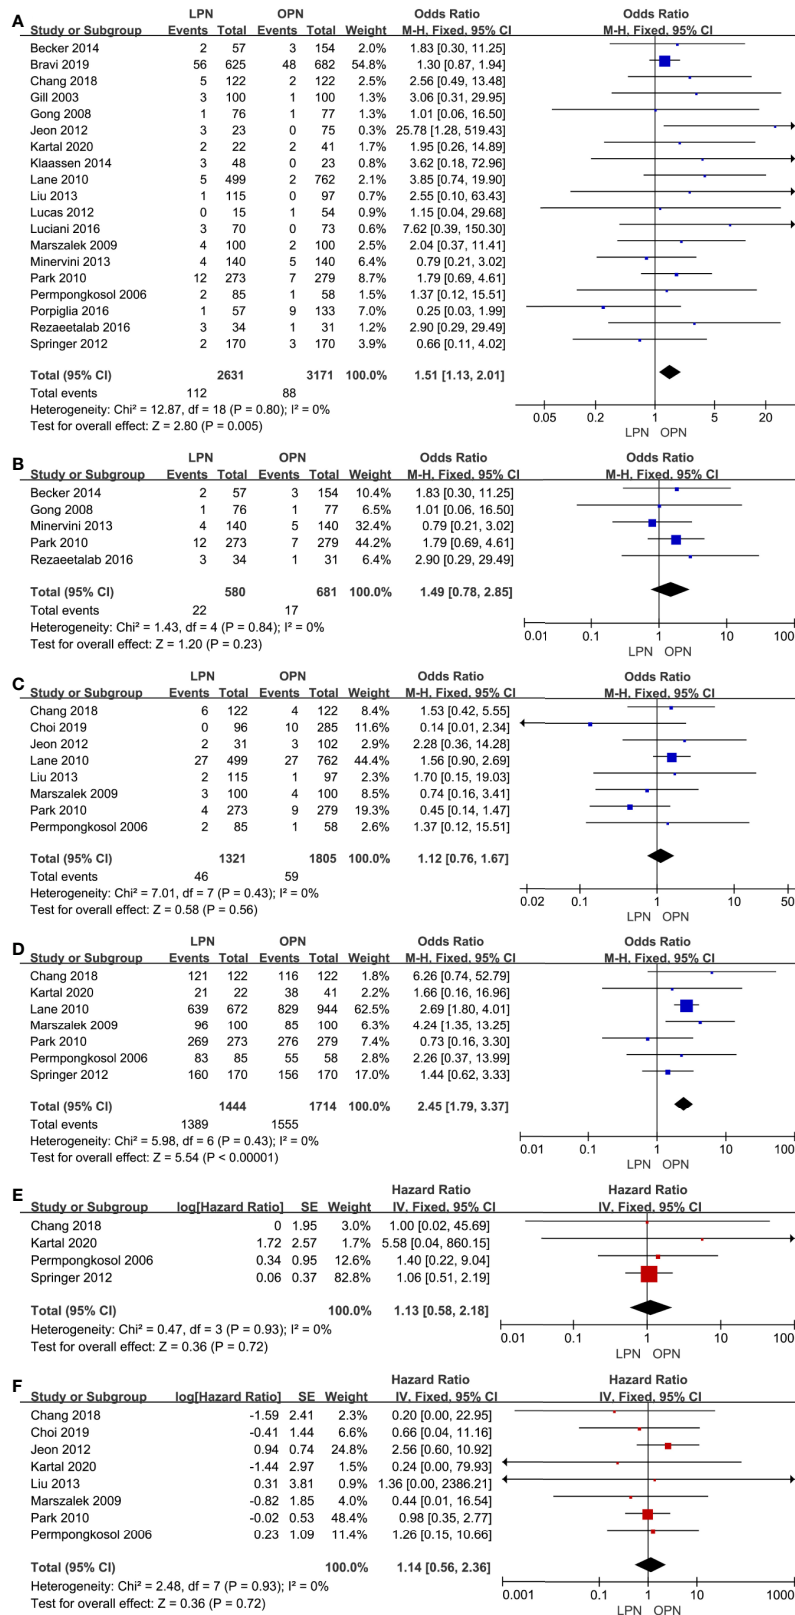 A
LPN OPN Odds Ratio Odds Ratio
Study or Subgroup Events Total Events Total Weight M-H, Fixed, 95% CI M-H, Fixed, 95% CI
Becker 2014 2 57 3 154 2.0% 1.83 [0.30, 11.25]
Bravi 2019 56 625 48 682 54.8% 1.30 [0.87, 1.94]
Chang 2018 5 122 2 122 2.5% 2.56 [0.49, 13.48]
Gill 2003 3 100 1 100 1.3% 3.06 [0.31, 29.95]
Gong 2008 1 76 1 77 1.3% 1.01 [0.06, 16.50]
Jeon 2012 3 23 0 75 0.3% 25.78 [1.28, 519.43]
Kartal 2020 2 22 2 41 1.7% 1.95 [0.26, 14.89]
Klaassen 2014 3 48 0 23 0.8% 3.62 [0.18, 72.96]
Lane 2010 5 499 2 762 2.1% 3.85 [0.74, 19.90]
Liu 2013 1 115 0 97 0.7% 2.55 [0.10, 63.43]
Lucas 2012 0 15 1 54 0.9% 1.15 [0.04, 29.68]
Luciani 2016 3 70 0 73 0.6% 7.62 [0.39, 150.30]
Marszalek 2009 4 100 2 100 2.5% 2.04 [0.37, 11.41]
Minervini 2013 4 140 5 140 6.4% 0.79 [0.21, 3.02]
Park 2010 12 273 7 279 8.7% 1.79 [0.69, 4.61]
Permpongkosol 2006 2 85 1 58 1.5% 1.37 [0.12, 15.51]
Porpiglia 2016 1 57 9 133 7.0% 0.25 [0.03, 1.99]
Rezaeetalab 2016 3 34 1 31 1.2% 2.90 [0.29, 29.49]
Springer 2012 2 170 3 170 3.9% 0.66 [0.11, 4.02]
Total (95% CI) 2631 3171 100.0% 1.51 [1.13, 2.01]
Total events 112 88
Heterogeneity: Chi² = 12.87, df = 18 (P = 0.80); I² = 0%
Test for overall effect: Z = 2.80 (P = 0.005)
0.05 0.2 1 5 20
LPN OPN
B
LPN OPN Odds Ratio Odds Ratio
Study or Subgroup Events Total Events Total Weight M-H, Fixed, 95% CI M-H, Fixed, 95% CI
Becker 2014 2 57 3 154 10.4% 1.83 [0.30, 11.25]
Gong 2008 1 76 1 77 6.5% 1.01 [0.06, 16.50]
Minervini 2013 4 140 5 140 32.4% 0.79 [0.21, 3.02]
Park 2010 12 273 7 279 44.2% 1.79 [0.69, 4.61]
Rezaeetalab 2016 3 34 1 31 6.4% 2.90 [0.29, 29.49]
Total (95% CI) 580 681 100.0% 1.49 [0.78, 2.85]
Total events 22 17
Heterogeneity: Chi² = 1.43, df = 4 (P = 0.84); I² = 0%
Test for overall effect: Z = 1.20 (P = 0.23)
0.01 0.1 1 10 100
LPN OPN
C
LPN OPN Odds Ratio Odds Ratio
Study or Subgroup Events Total Events Total Weight M-H, Fixed, 95% CI M-H, Fixed, 95% CI
Chang 2018 6 122 4 122 8.4% 1.53 [0.42, 5.55]
Choi 2019 0 96 10 285 11.6% 0.14 [0.01, 2.34]
Jeon 2012 2 31 3 102 2.9% 2.28 [0.36, 14.28]
Lane 2010 27 499 27 762 44.4% 1.56 [0.90, 2.69]
Liu 2013 2 115 1 97 2.3% 1.70 [0.15, 19.03]
Marszalek 2009 3 100 4 100 8.5% 0.74 [0.16, 3.41]
Park 2010 4 273 9 279 19.3% 0.45 [0.14, 1.47]
Permpongkosol 2006 2 85 1 58 2.6% 1.37 [0.12, 15.51]
Total (95% CI) 1321 1805 100.0% 1.12 [0.76, 1.67]
Total events 46 59
Heterogeneity: Chi² = 7.01, df = 7 (P = 0.43); I² = 0%
Test for overall effect: Z = 0.58 (P = 0.56)
0.02 0.1 1 10 50
LPN OPN
D
LPN OPN Odds Ratio Odds Ratio
Study or Subgroup Events Total Events Total Weight M-H, Fixed, 95% CI M-H, Fixed, 95% CI
Chang 2018 121 122 116 122 1.8% 6.26 [0.74, 52.79]
Kartal 2020 21 22 38 41 2.2% 1.66 [0.16, 16.96]
Lane 2010 639 672 829 944 62.5% 2.69 [1.80, 4.01]
Marszalek 2009 96 100 85 100 6.3% 4.24 [1.35, 13.25]
Park 2010 269 273 276 279 7.4% 0.73 [0.16, 3.30]
Permpongkosol 2006 83 85 55 58 2.8% 2.26 [0.37, 13.99]
Springer 2012 160 170 156 170 17.0% 1.44 [0.62, 3.33]
Total (95% CI) 1444 1714 100.0% 2.45 [1.79, 3.37]
Total events 1389 1555
Heterogeneity: Chi² = 5.98, df = 6 (P = 0.43); I² = 0%
Test for overall effect: Z = 5.54 (P < 0.00001)
0.01 0.1 1 10 100
LPN OPN
E
Hazard Ratio Hazard Ratio
Study or Subgroup log[Hazard Ratio] SE Weight IV, Fixed, 95% CI IV, Fixed, 95% CI
Chang 2018 0 1.95 3.0% 1.00 [0.02, 45.69]
Kartal 2020 1.72 2.57 1.7% 5.58 [0.04, 860.15]
Permpongkosol 2006 0.34 0.95 12.6% 1.40 [0.22, 9.04]
Springer 2012 0.06 0.37 82.8% 1.06 [0.51, 2.19]
Total (95% CI) 100.0% 1.13 [0.58, 2.18]
Heterogeneity: Chi² = 0.47, df = 3 (P = 0.93); I² = 0%
Test for overall effect: Z = 0.36 (P = 0.72)
0.01 0.1 1 10 100
LPN OPN
F
Hazard Ratio Hazard Ratio
Study or Subgroup log[Hazard Ratio] SE Weight IV, Fixed, 95% CI IV, Fixed, 95% CI
Chang 2018 -1.59 2.41 2.3% 0.20 [0.00, 22.95]
Choi 2019 -0.41 1.44 6.6% 0.66 [0.04, 11.16]
Jeon 2012 0.94 0.74 24.8% 2.56 [0.60, 10.92]
Kartal 2020 -1.44 2.97 1.5% 0.24 [0.00, 79.93]
Liu 2013 0.31 3.81 0.9% 1.36 [0.00, 2386.21]
Marszalek 2009 -0.82 1.85 4.0% 0.44 [0.01, 16.54]
Park 2010 -0.02 0.53 48.4% 0.98 [0.35, 2.77]
Permpongkosol 2006 0.23 1.09 11.4% 1.26 [0.15, 10.66]
Total (95% CI) 100.0% 1.14 [0.56, 2.36]
Heterogeneity: Chi² = 2.48, df = 7 (P = 0.93); I² = 0%
Test for overall effect: Z = 0.36 (P = 0.72)
0.001 0.1 1 10 1000
LPN OPN